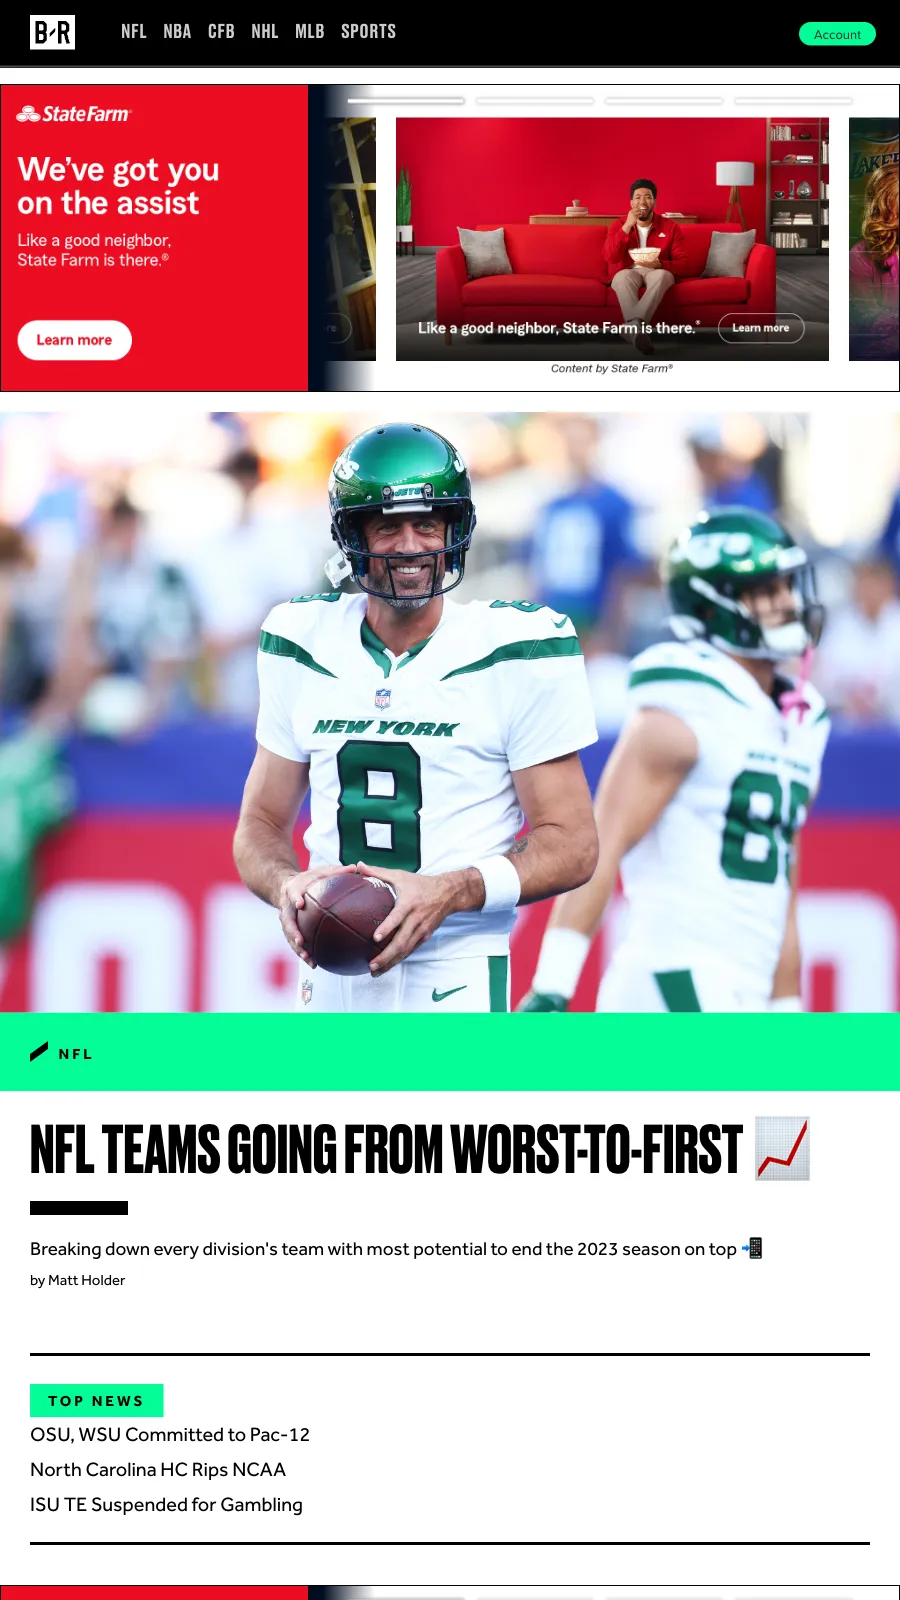 B/R
NFL NBA CFB NHL MLB SPORTS
Account
StateFarm®
We've got you
on the assist
Like a good neighbor,
State Farm is there.®
Learn more
Like a good neighbor, State Farm is there.®
Learn more
Content by State Farm®
JETS
NEW YORK
8
NFL
NFL TEAMS GOING FROM WORST-TO-FIRST
Breaking down every division's team with most potential to end the 2023 season on top
by Matt Holder
TOP NEWS
OSU, WSU Committed to Pac-12
North Carolina HC Rips NCAA
ISU TE Suspended for Gambling